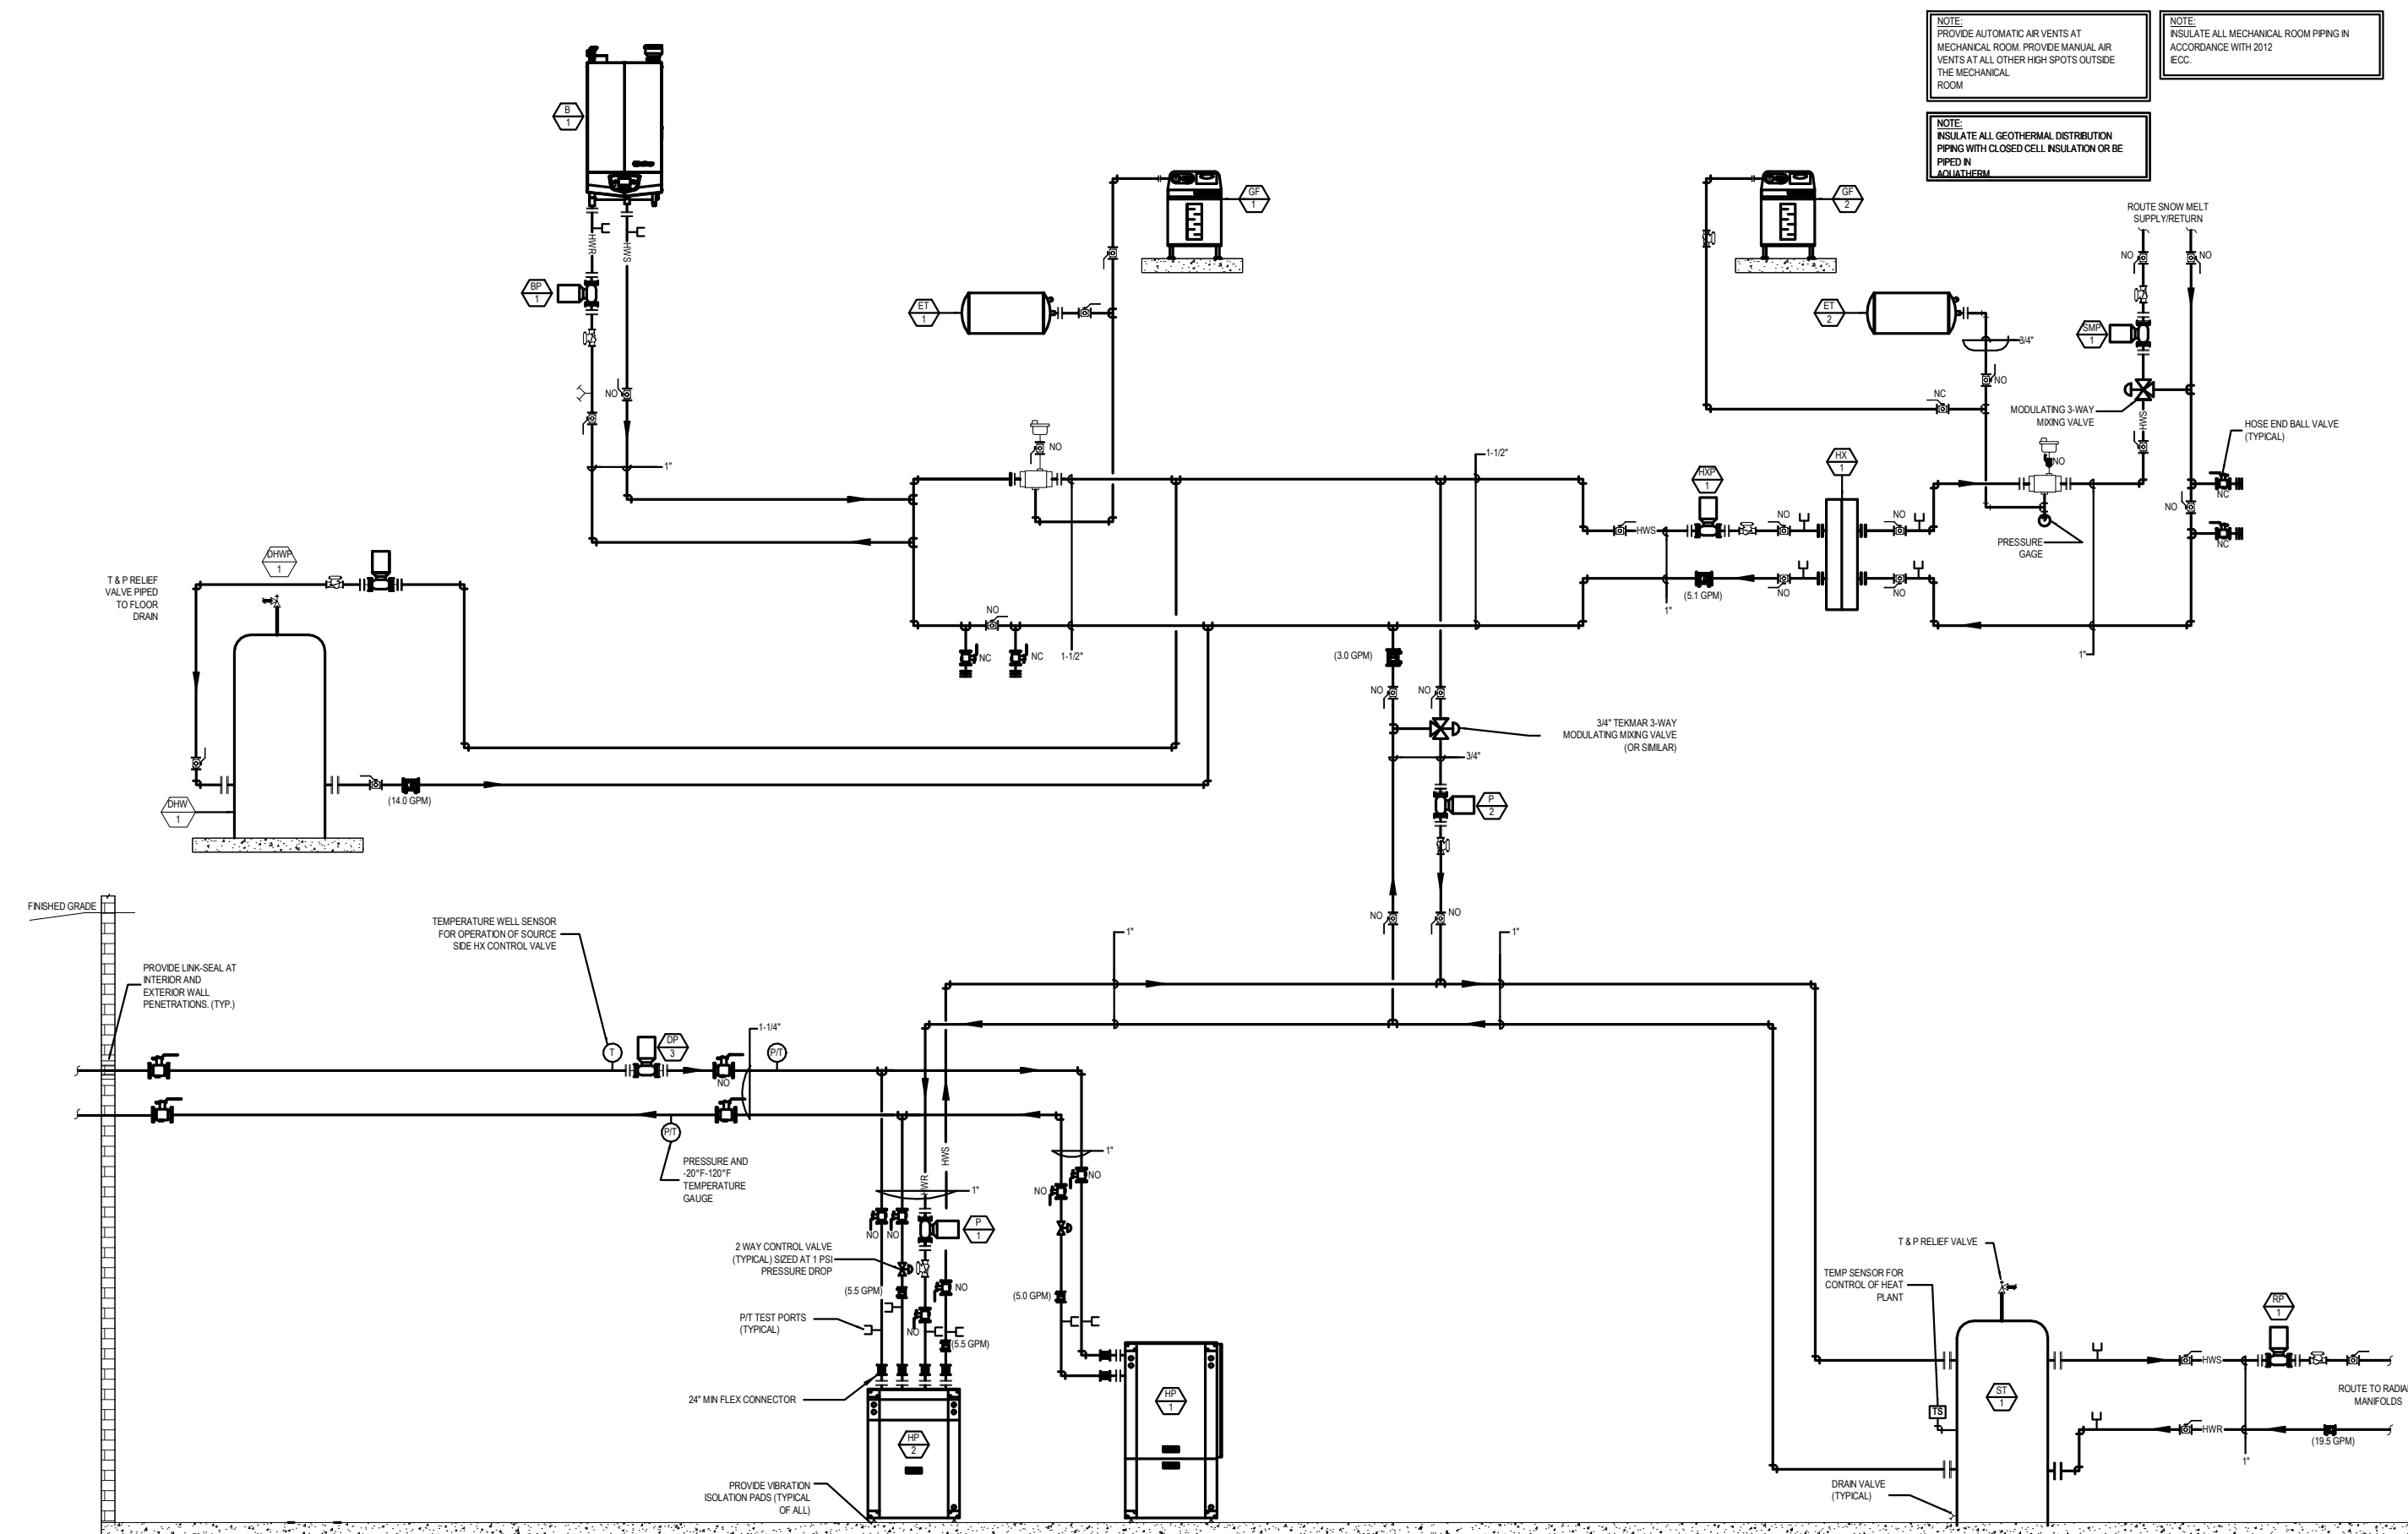 NOTE:
PROVIDE AUTOMATIC AIR VENTS AT
MECHANICAL ROOM. PROVIDE MANUAL AIR
VENTS AT ALL OTHER HIGH SPOTS OUTSIDE
THE MECHANICAL
ROOM
NOTE:
INSULATE ALL MECHANICAL ROOM PIPING IN
ACCORDANCE WITH 2012
IECC.
NOTE:
INSULATE ALL GEOTHERMAL DISTRIBUTION
PIPING WITH CLOSED CELL INSULATION OR BE
PIPED IN
AQUATHERM
B
1
HWR
HWS
BP
1
NO
1"
GF
1
ET
1
NO
1-1/2"
1-1/2"
NO
NC
NC
GF
2
ET
2
3/4"
NO
NC
ROUTE SNOW MELT
SUPPLY/RETURN
NO
NO
SMP
1
MODULATING 3-WAY
MIXING VALVE
SWH
HOSE END BALL VALVE
(TYPICAL)
NC
NO
NC
NO
PRESSURE
GAGE
1"
HX
1
HXP
1
HWS
NO
NO
1"
(5.1 GPM)
NO
NO
T & P RELIEF
VALVE PIPED
TO FLOOR
DRAIN
DHWP
1
DHW
1
(14.0 GPM)
(3.0 GPM)
NO
NO
3/4" TEKMAR 3-WAY
MODULATING MIXING VALVE
(OR SIMILAR)
3/4"
P
2
NO
NO
1"
1"
FINISHED GRADE
PROVIDE LINK-SEAL AT
INTERIOR AND
EXTERIOR WALL
PENETRATIONS. (TYP.)
TEMPERATURE WELL SENSOR
FOR OPERATION OF SOURCE
SIDE HX CONTROL VALVE
T
DP
3
NO
1-1/4"
P/T
P/T
PRESSURE AND
-20°F-120°F
TEMPERATURE
GAUGE
HWS
HWR
1"
1"
NO
NO
NO
NO
P
1
2 WAY CONTROL VALVE
(TYPICAL) SIZED AT 1 PSI
PRESSURE DROP
(5.5 GPM)
NO
(5.0 GPM)
P/T TEST PORTS
(TYPICAL)
NO
(5.5 GPM)
24" MIN FLEX CONNECTOR
HP
2
HP
1
PROVIDE VIBRATION
ISOLATION PADS (TYPICAL
OF ALL)
T & P RELIEF VALVE
TEMP SENSOR FOR
CONTROL OF HEAT
PLANT
TS
ST
1
RP
1
HWS
ROUTE TO RADIA
MANIFOLDS
HWR
(19.5 GPM)
1"
DRAIN VALVE
(TYPICAL)